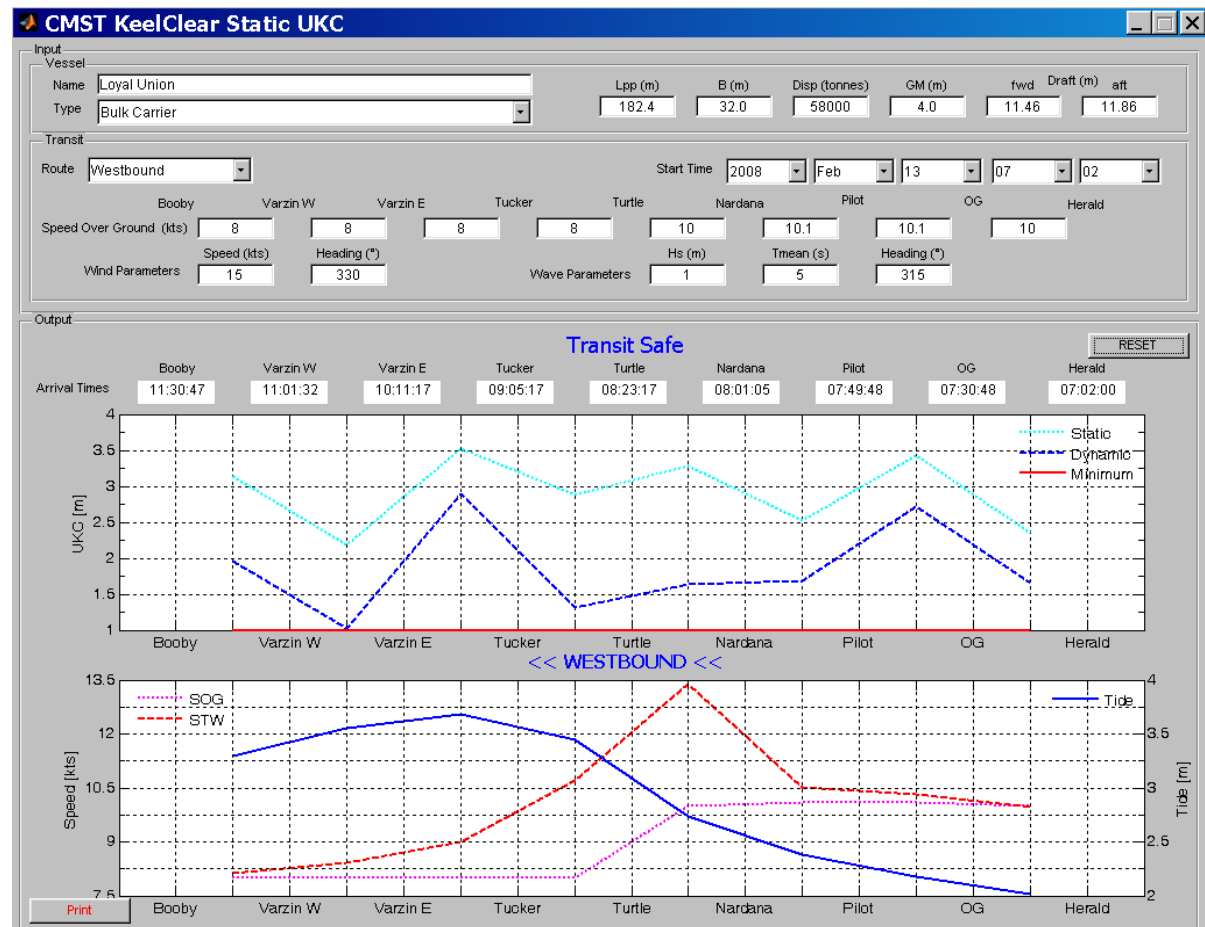 CMST KeelClear Static UKC
Input
Vessel
Name Loyal Union
Type Bulk Carrier
Lpp (m) B (m) Disp (tonnes) GM (m) fwd Draft (m) aft
182.4 32.0 58000 4.0 11.46 11.86
Transit
Route Westbound Start Time 2008 Feb 13 07 02
Booby Varzin W Varzin E Tucker Turtle Nardana Pilot OG Herald
Speed Over Ground (kts) 8 8 8 8 10 10.1 10.1 10
Speed (kts) Heading (°) Hs (m) Tmean (s) Heading (°)
Wind Parameters 15 330 Wave Parameters 1 5 315
Output
Transit Safe
RESET
Booby Varzin W Varzin E Tucker Turtle Nardana Pilot OG Herald
Arrival Times 11:30:47 11:01:32 10:11:17 09:05:17 08:23:17 08:01:05 07:49:48 07:30:48 07:02:00
4
3.5
3
2.5
2
1.5
1
UKC [m]
Static
Dynamic
Minimum
Booby Varzin W Varzin E Tucker Turtle Nardana Pilot OG Herald
<< WESTBOUND <<
13.5
12
10.5
9
7.5
Speed [kts]
SOG
STW
Tide
4
3.5
3
2.5
2
Tide [m]
Print
Booby Varzin W Varzin E Tucker Turtle Nardana Pilot OG Herald